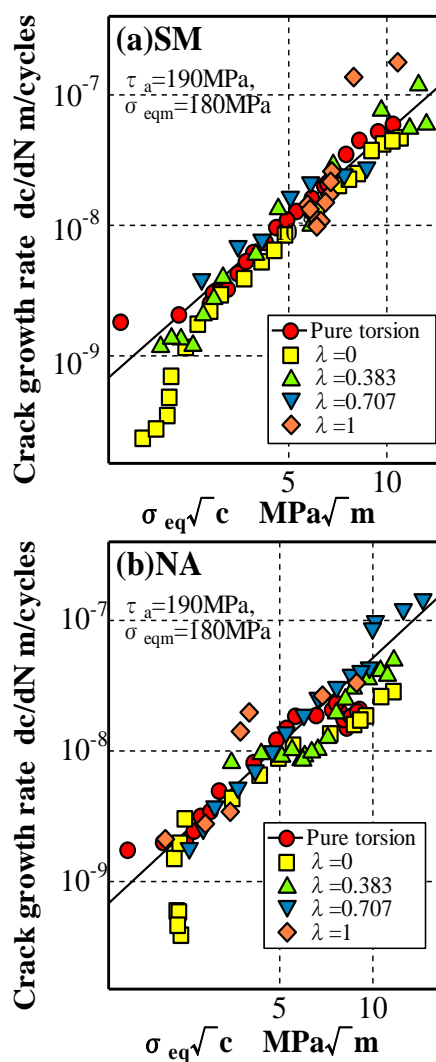 (a)SM
τ a=190MPa,
σ eqm=180MPa
Crack growth rate dc/dN m/cycles
10-7
10-8
10-9
Pure torsion
λ=0
λ=0.383
λ=0.707
λ=1
5
10
σ eq√c MPa√m
(b)NA
τ a=190MPa,
σ eqm=180MPa
Crack growth rate dc/dN m/cycles
10-7
10-8
10-9
Pure torsion
λ=0
λ=0.383
λ=0.707
λ=1
5
10
σ eq√c MPa√m